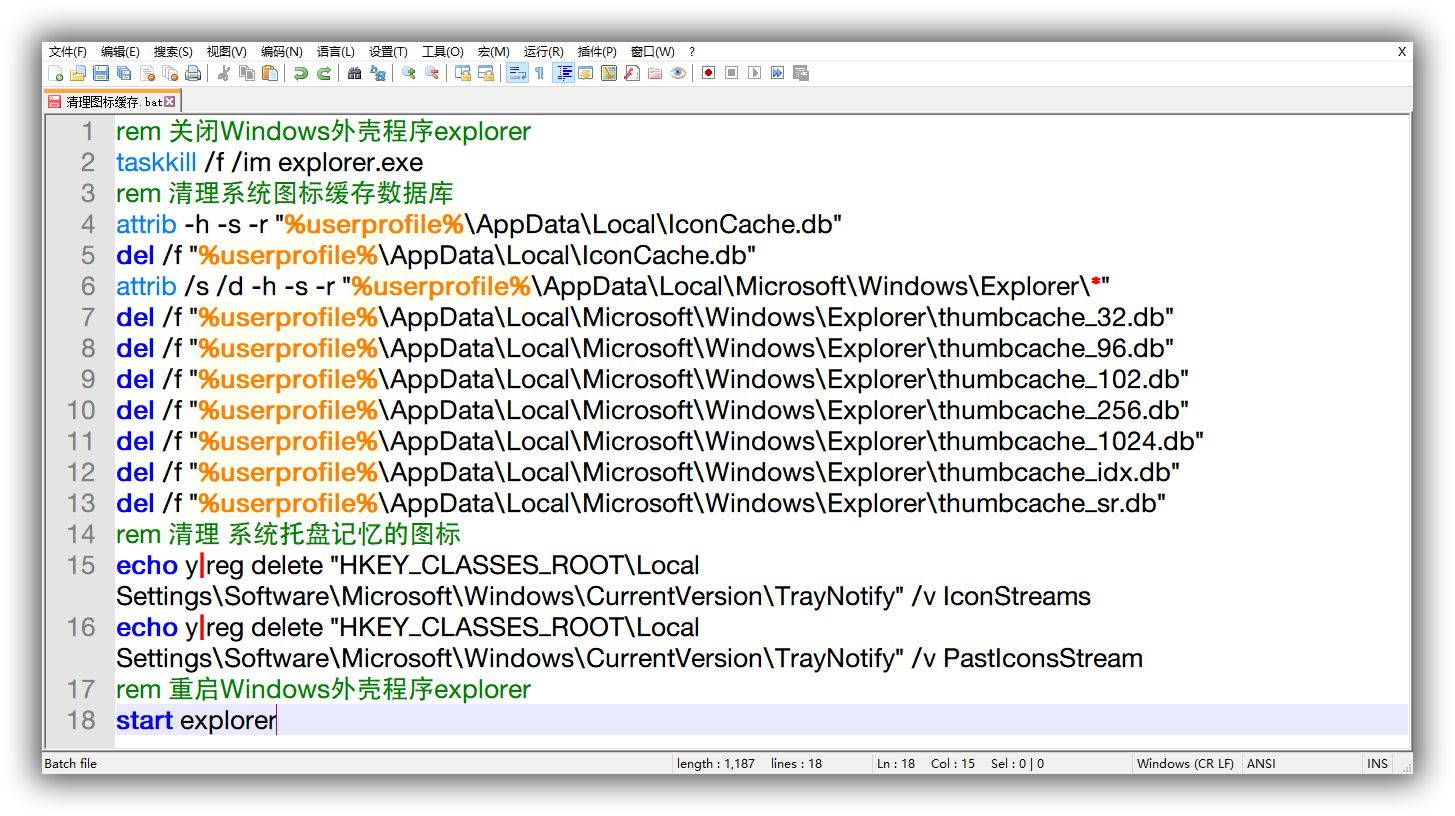 文件(F) 编辑(E) 搜索(S) 视图(V) 编码(N) 语言(L) 设置(T) 工具(O) 宏(M) 运行(R) 插件(P) 窗口(W) ? X
清理图标缓存.bat
1 rem 关闭Windows外壳程序explorer
2 taskkill /f /im explorer.exe
3 rem 清理系统图标缓存数据库
4 attrib -h -s -r "%userprofile%\AppData\Local\IconCache.db"
5 del /f "%userprofile%\AppData\Local\IconCache.db"
6 attrib /s /d -h -s -r "%userprofile%\AppData\Local\Microsoft\Windows\Explorer\*"
7 del /f "%userprofile%\AppData\Local\Microsoft\Windows\Explorer\thumbcache_32.db"
8 del /f "%userprofile%\AppData\Local\Microsoft\Windows\Explorer\thumbcache_96.db"
9 del /f "%userprofile%\AppData\Local\Microsoft\Windows\Explorer\thumbcache_102.db"
10 del /f "%userprofile%\AppData\Local\Microsoft\Windows\Explorer\thumbcache_256.db"
11 del /f "%userprofile%\AppData\Local\Microsoft\Windows\Explorer\thumbcache_1024.db"
12 del /f "%userprofile%\AppData\Local\Microsoft\Windows\Explorer\thumbcache_idx.db"
13 del /f "%userprofile%\AppData\Local\Microsoft\Windows\Explorer\thumbcache_sr.db"
14 rem 清理 系统托盘记忆的图标
15 echo y|reg delete "HKEY_CLASSES_ROOT\Local
Settings\Software\Microsoft\Windows\CurrentVersion\TrayNotify" /v IconStreams
16 echo y|reg delete "HKEY_CLASSES_ROOT\Local
Settings\Software\Microsoft\Windows\CurrentVersion\TrayNotify" /v PastIconsStream
17 rem 重启Windows外壳程序explorer
18 start explorer
Batch file length : 1,187 lines : 18 Ln : 18 Col : 15 Sel : 0 | 0 Windows (CR LF) ANSI INS